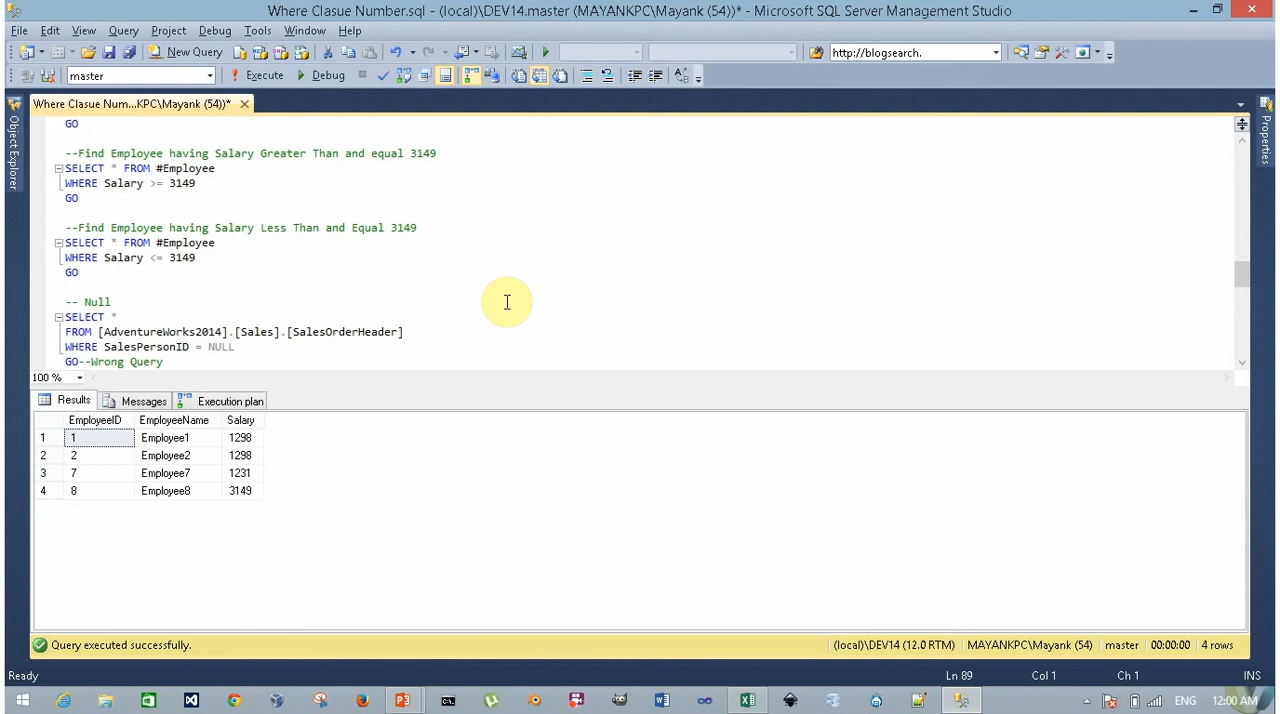 Where Clasue Number.sql - (local)\DEV14.master (MAYANKPC\Mayank (54))* - Microsoft SQL Server Management Studio
File Edit View Query Project Debug Tools Window Help
New Query http://blogsearch.
master Execute Debug
Where Clasue Num...KPC\Mayank (54))*
Object Explorer
Properties
GO
--Find Employee having Salary Greater Than and equal 3149
SELECT * FROM #Employee
WHERE Salary >= 3149
GO
--Find Employee having Salary Less Than and Equal 3149
SELECT * FROM #Employee
WHERE Salary <= 3149
GO
-- Null
SELECT *
FROM [AdventureWorks2014].[Sales].[SalesOrderHeader]
WHERE SalesPersonID = NULL
GO--Wrong Query
100 %
Results Messages Execution plan
EmployeeID EmployeeName Salary
1 1 Employee1 1298
2 2 Employee2 1298
3 7 Employee7 1231
4 8 Employee8 3149
Query executed successfully. (local)\DEV14 (12.0 RTM) MAYANKPC\Mayank (54) master 00:00:00 4 rows
Ready Ln 89 Col 1 Ch 1 INS
ENG 12:00 AM